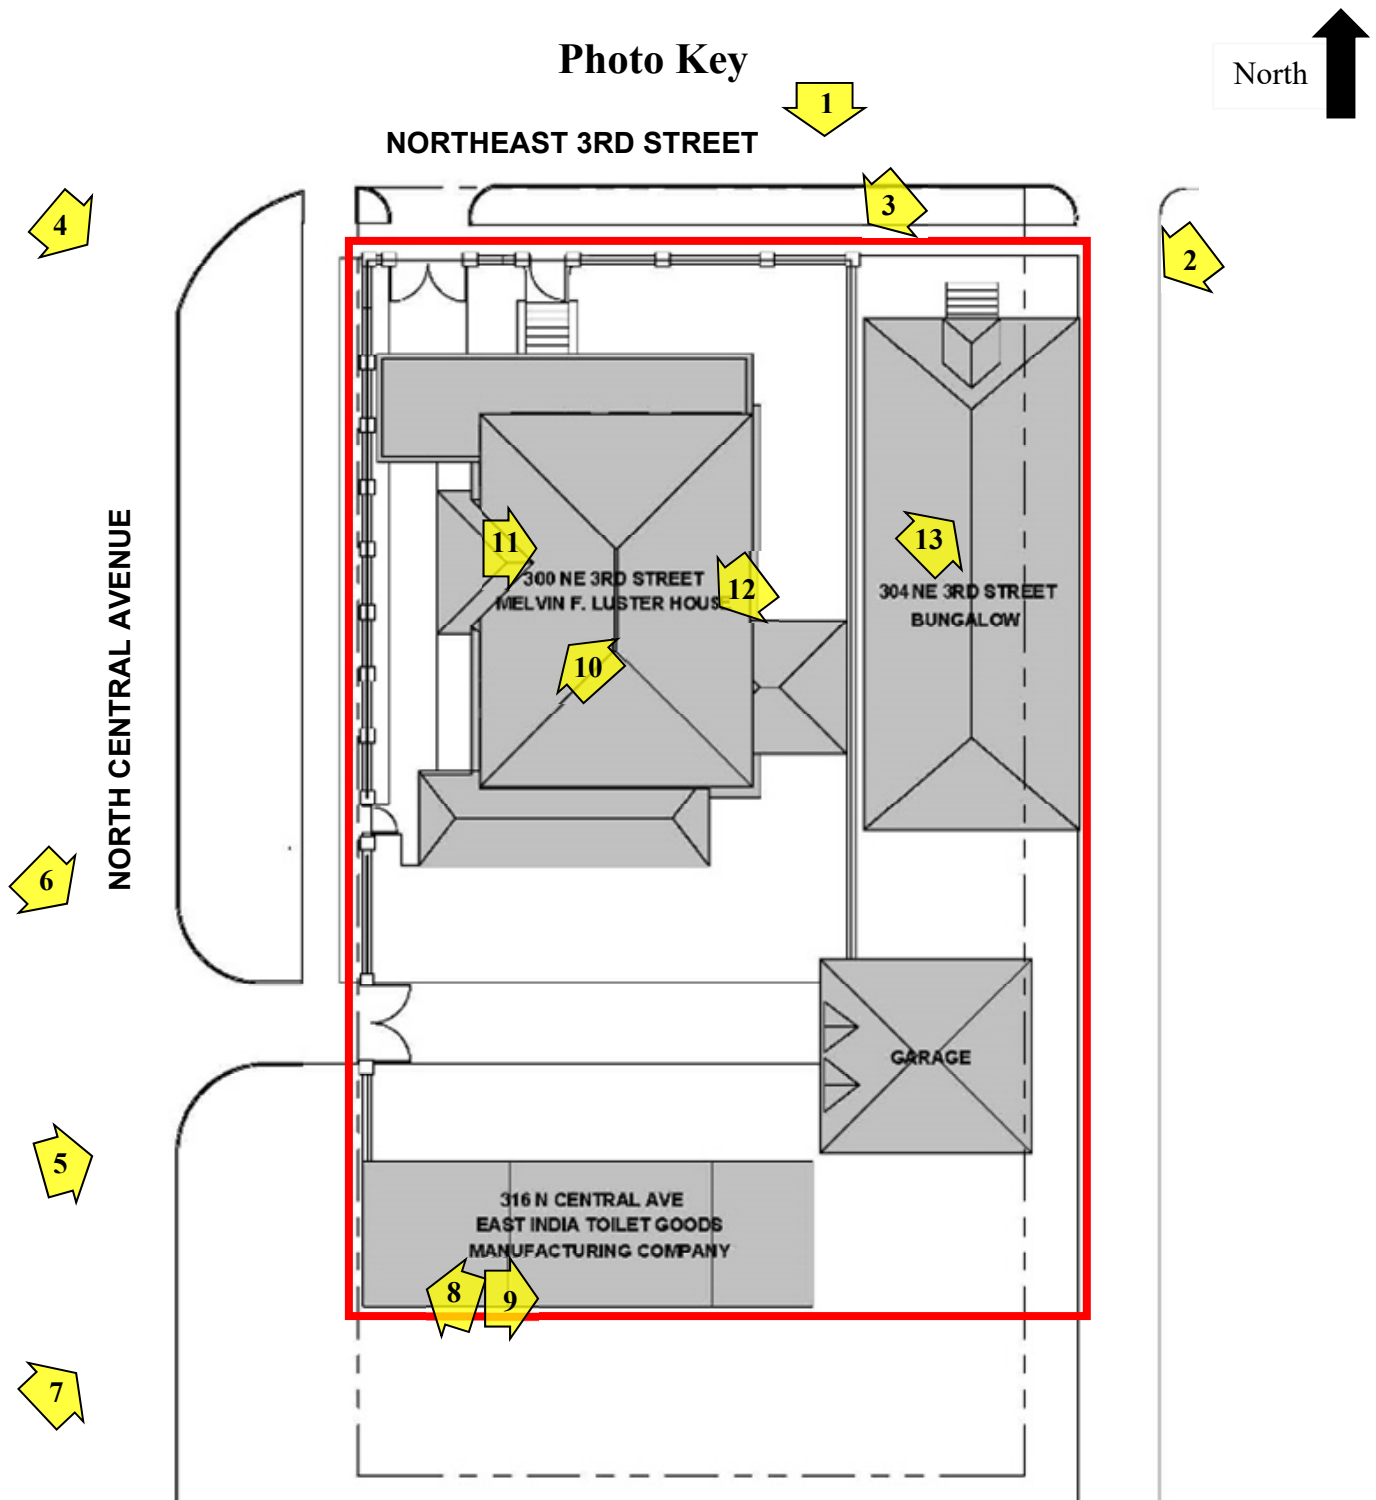 Photo Key
North
1
NORTHEAST 3RD STREET
4
3
2
NORTH CENTRAL AVENUE
11
13
300 NE 3RD STREET
MELVIN F. LUSTER HOUSE
12
304 NE 3RD STREET
BUNGALOW
10
6
GARAGE
5
316 N CENTRAL AVE
EAST INDIA TOILET GOODS
MANUFACTURING COMPANY
8
9
7